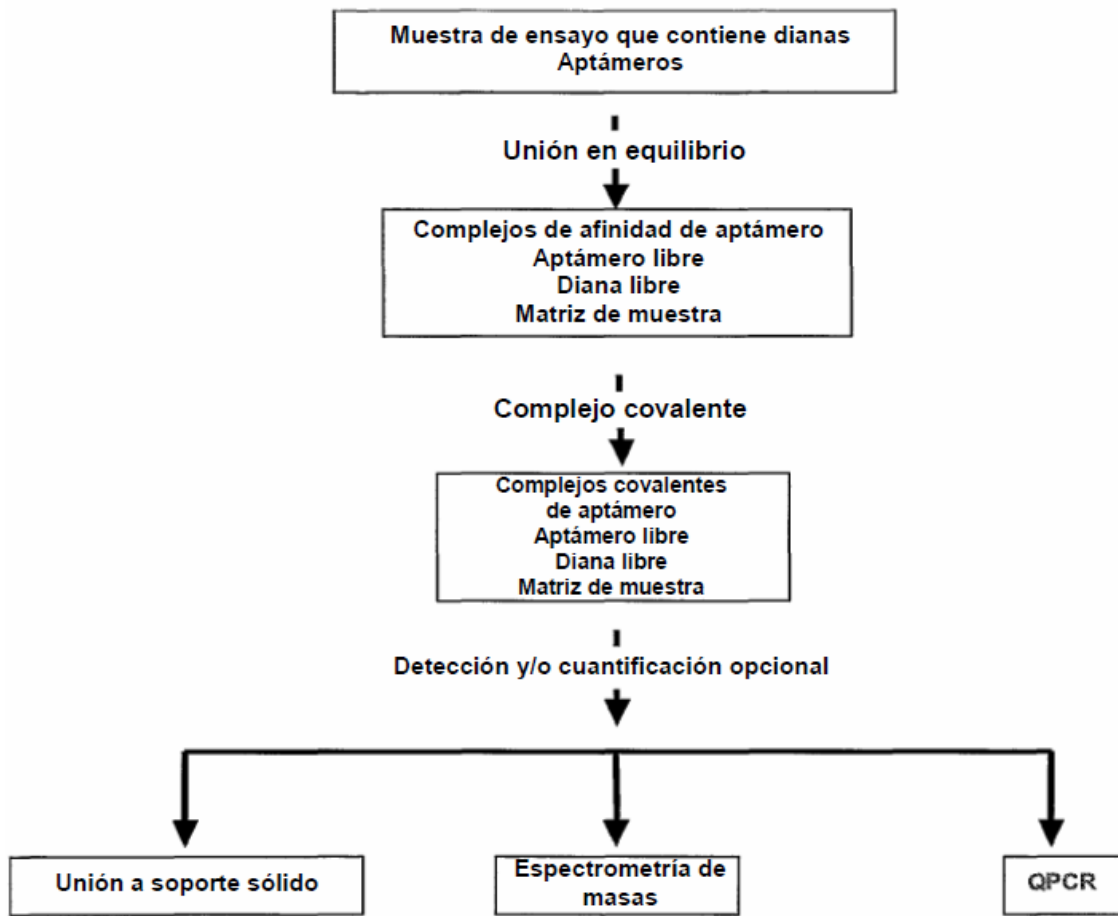 Muestra de ensayo que contiene dianas
Aptámeros
Unión en equilibrio
Complejos de afinidad de aptámero
Aptámero libre
Diana libre
Matriz de muestra
Complejo covalente
Complejos covalentes
de aptámero
Aptámero libre
Diana libre
Matriz de muestra
Detección y/o cuantificación opcional
Unión a soporte sólido
Espectrometría de
masas
QPCR